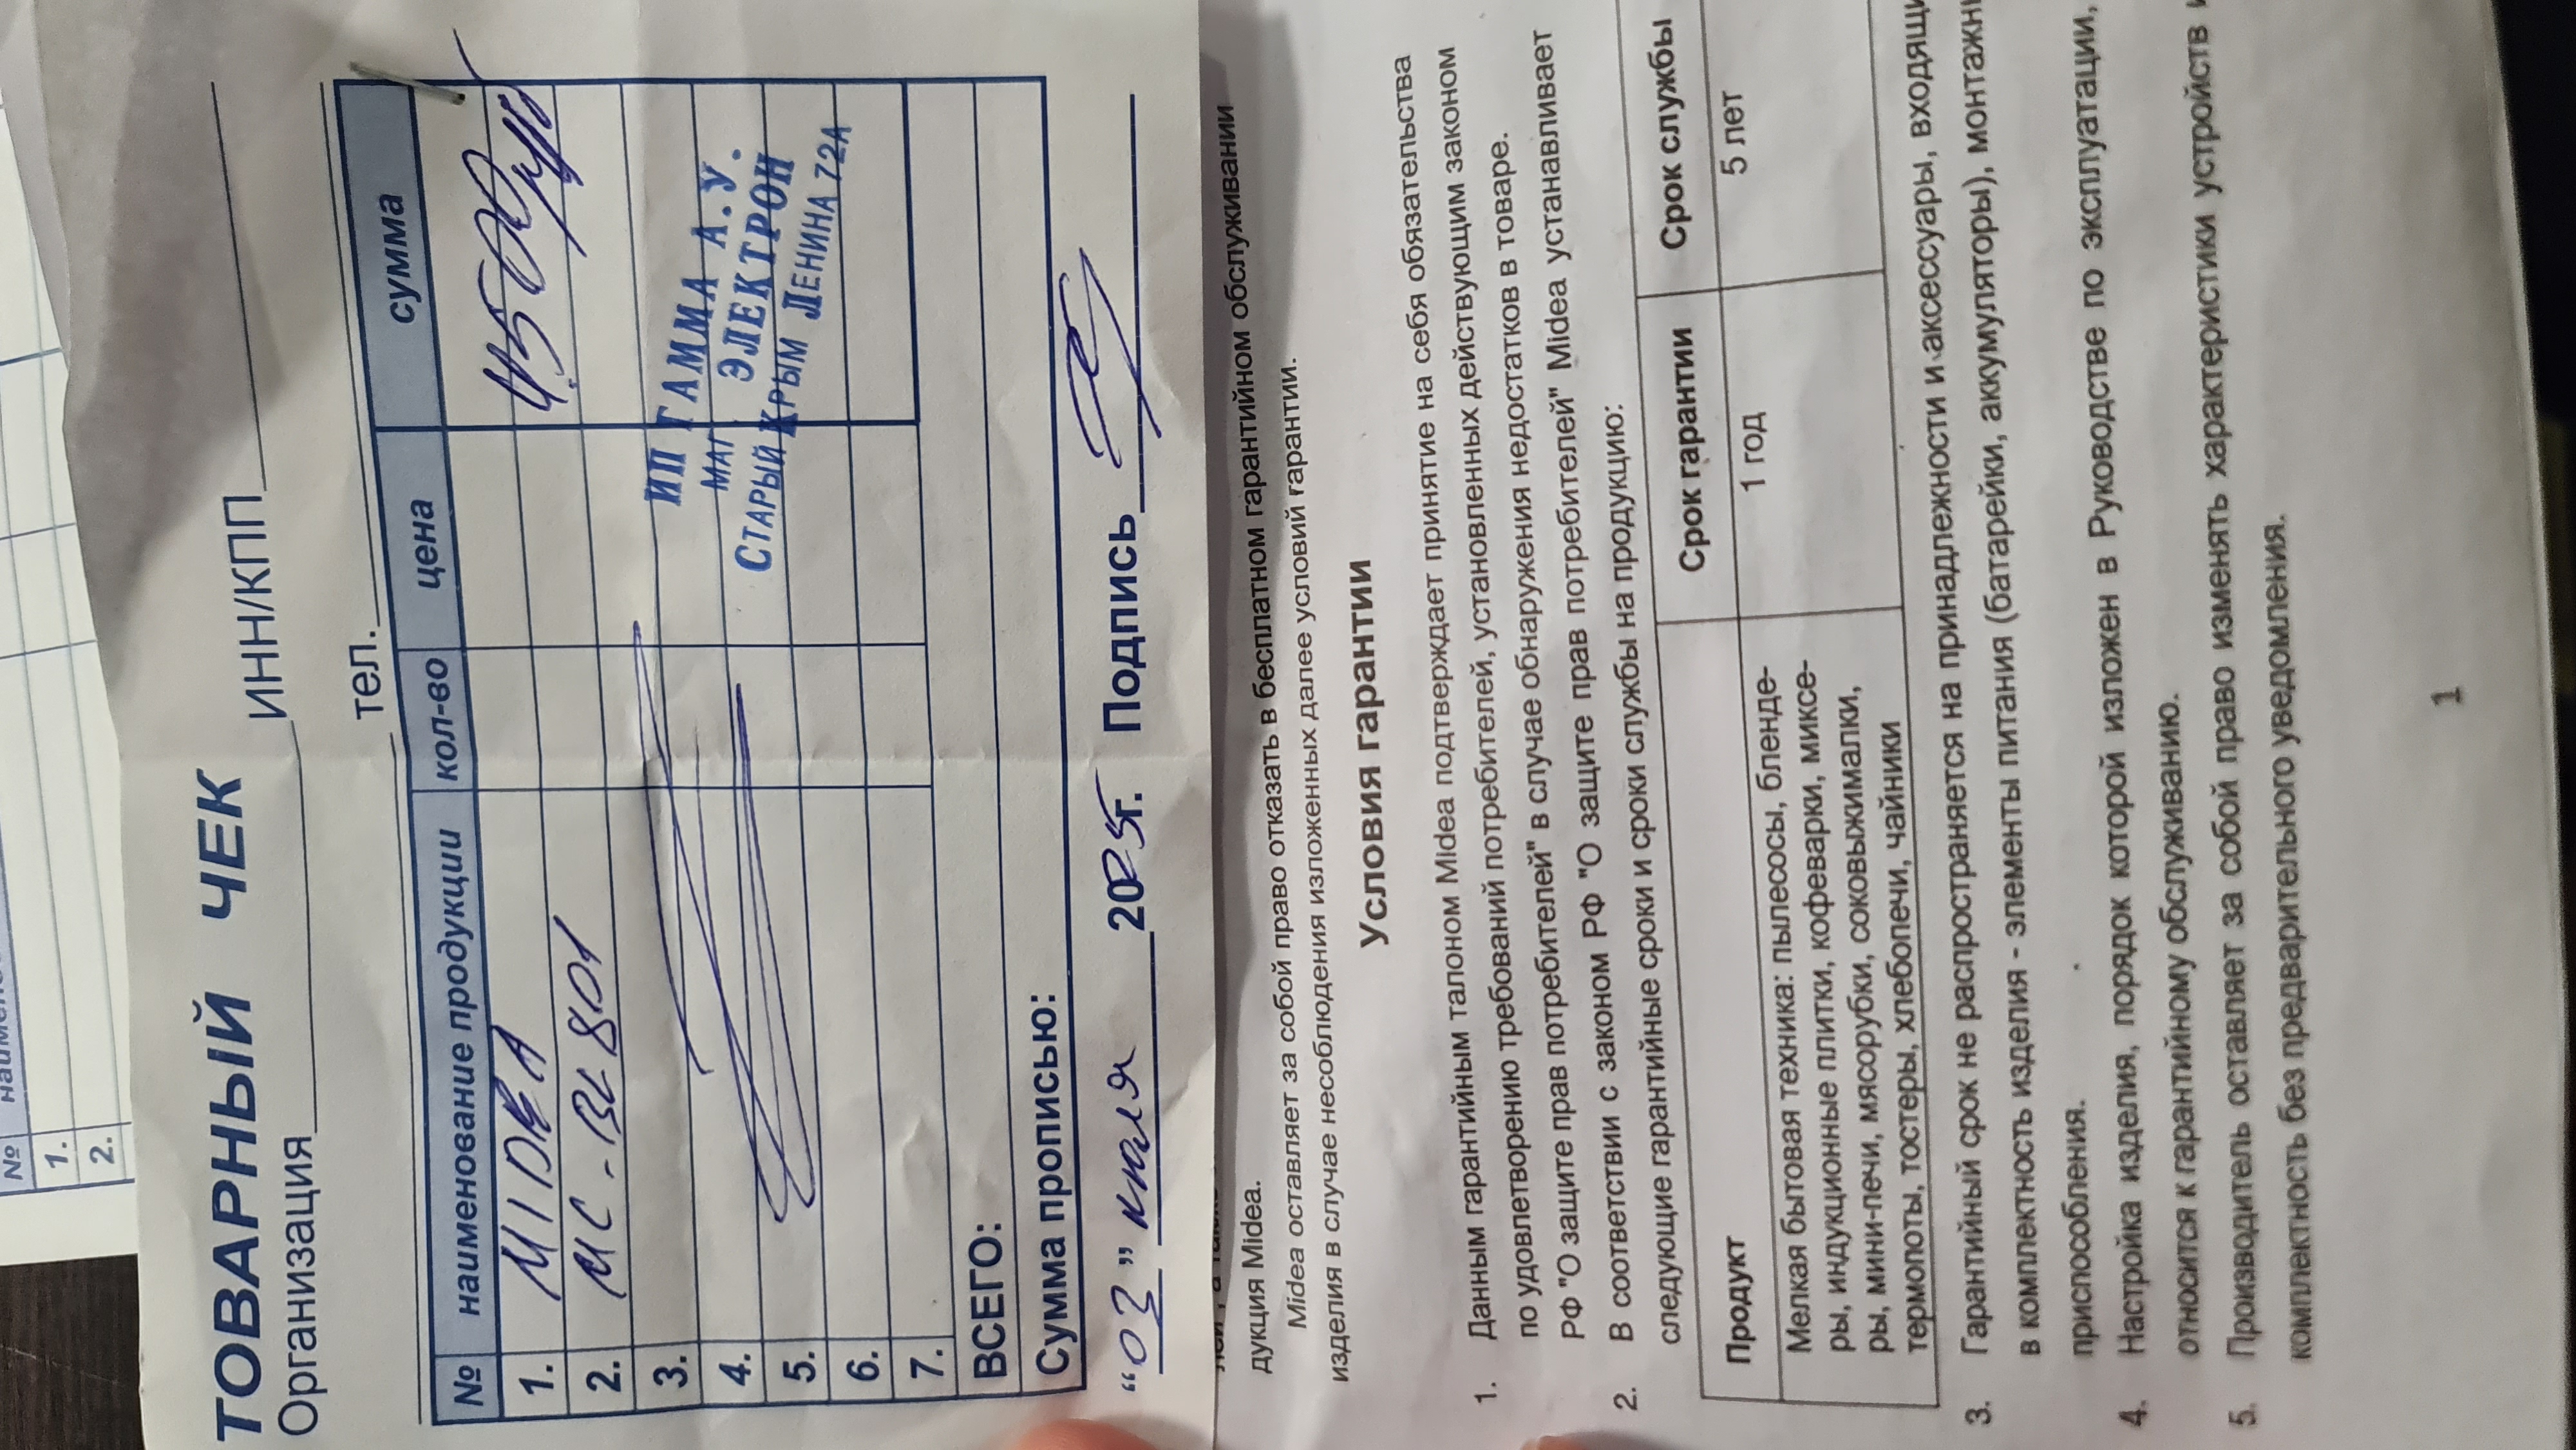 №
1.
2.
ТОВАРНЫЙ ЧЕК
Организация ИНН/КПП
тел.
№ наименование продукции кол-во цена сумма
1. MIDEA
2. MC-BL 801
3.
4.
5.
6.
7.
ИП ГАММА А.У.
МАГ ЭЛЕКТРОН
СТАРЫЙ КРЫМ ЛЕНИНА 72А
ВСЕГО:
Сумма прописью:
"03" 2025г. Подпись
дукция Midea.
Midea оставляет за собой право отказать в бесплатном гарантийном обслуживании
изделия в случае несоблюдения изложенных далее условий гарантии.
Условия гарантии
1. Данным гарантийным талоном Midea подтверждает принятие на себя обязательства
по удовлетворению требований потребителей, установленных действующим законом
РФ "О защите прав потребителей" в случае обнаружения недостатков в товаре.
2. В соответствии с законом РФ "О защите прав потребителей" Midea устанавливает
следующие гарантийные сроки и сроки службы на продукцию:
Продукт Срок гарантии Срок службы
Мелкая бытовая техника: пылесосы, бленде-
ры, индукционные плитки, кофеварки, миксе-
ры, мини-печи, мясорубки, соковыжималки,
термопоты, тостеры, хлебопечи, чайники
1 год 5 лет
3. Гарантийный срок не распространяется на принадлежности и аксессуары, входящи
в комплектность изделия - элементы питания (батарейки, аккумуляторы), монтажн
приспособления.
4. Настройка изделия, порядок которой изложен в Руководстве по эксплуатации,
относится к гарантийному обслуживанию.
5. Производитель оставляет за собой право изменять характеристики устройств и
комплектность без предварительного уведомления.
1